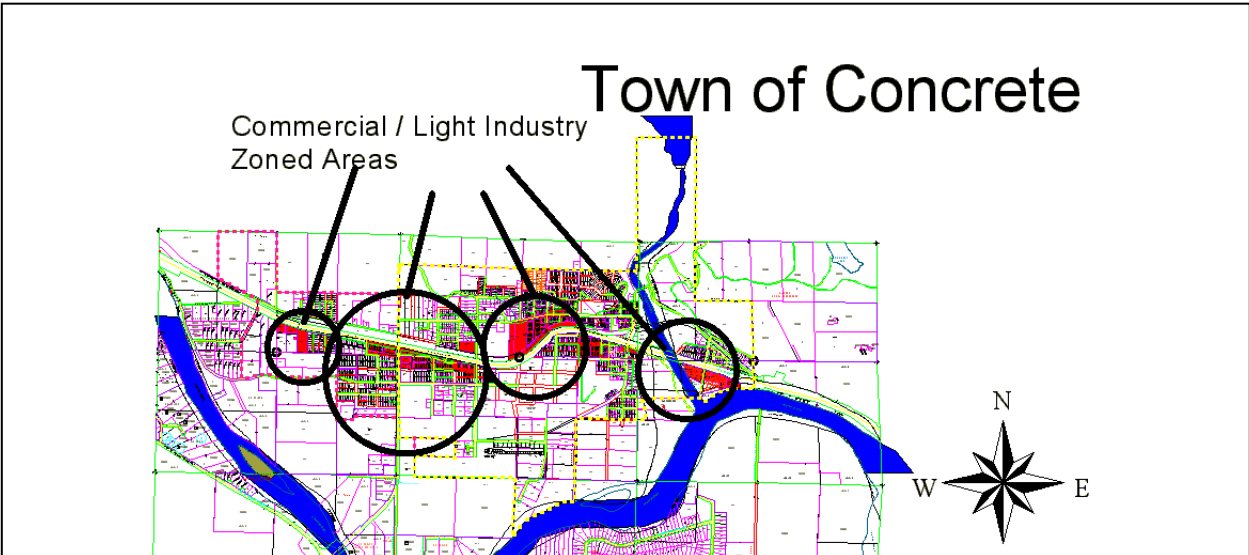 Town of Concrete
Commercial / Light Industry
Zoned Areas
N
W
E